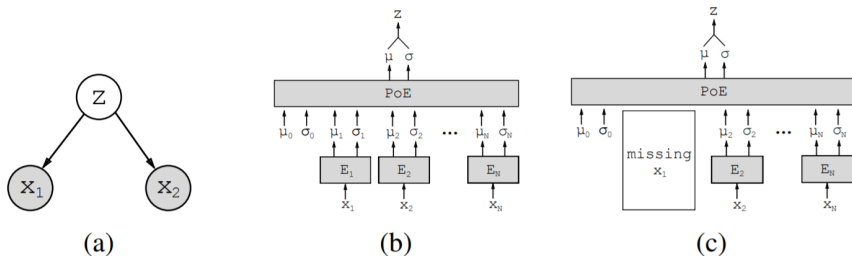 Z
X₁ X₂
(a)
Z
μ σ
PoE
μ₀ σ₀ μ₁ σ₁ μ₂ σ₂ ... μN σN
E₁ E₂ EN
X₁ X₂ XN
(b)
Z
μ σ
PoE
μ₀ σ₀ μ₂ σ₂ ... μN σN
missing
X₁
E₂ EN
X₂ XN
(c)